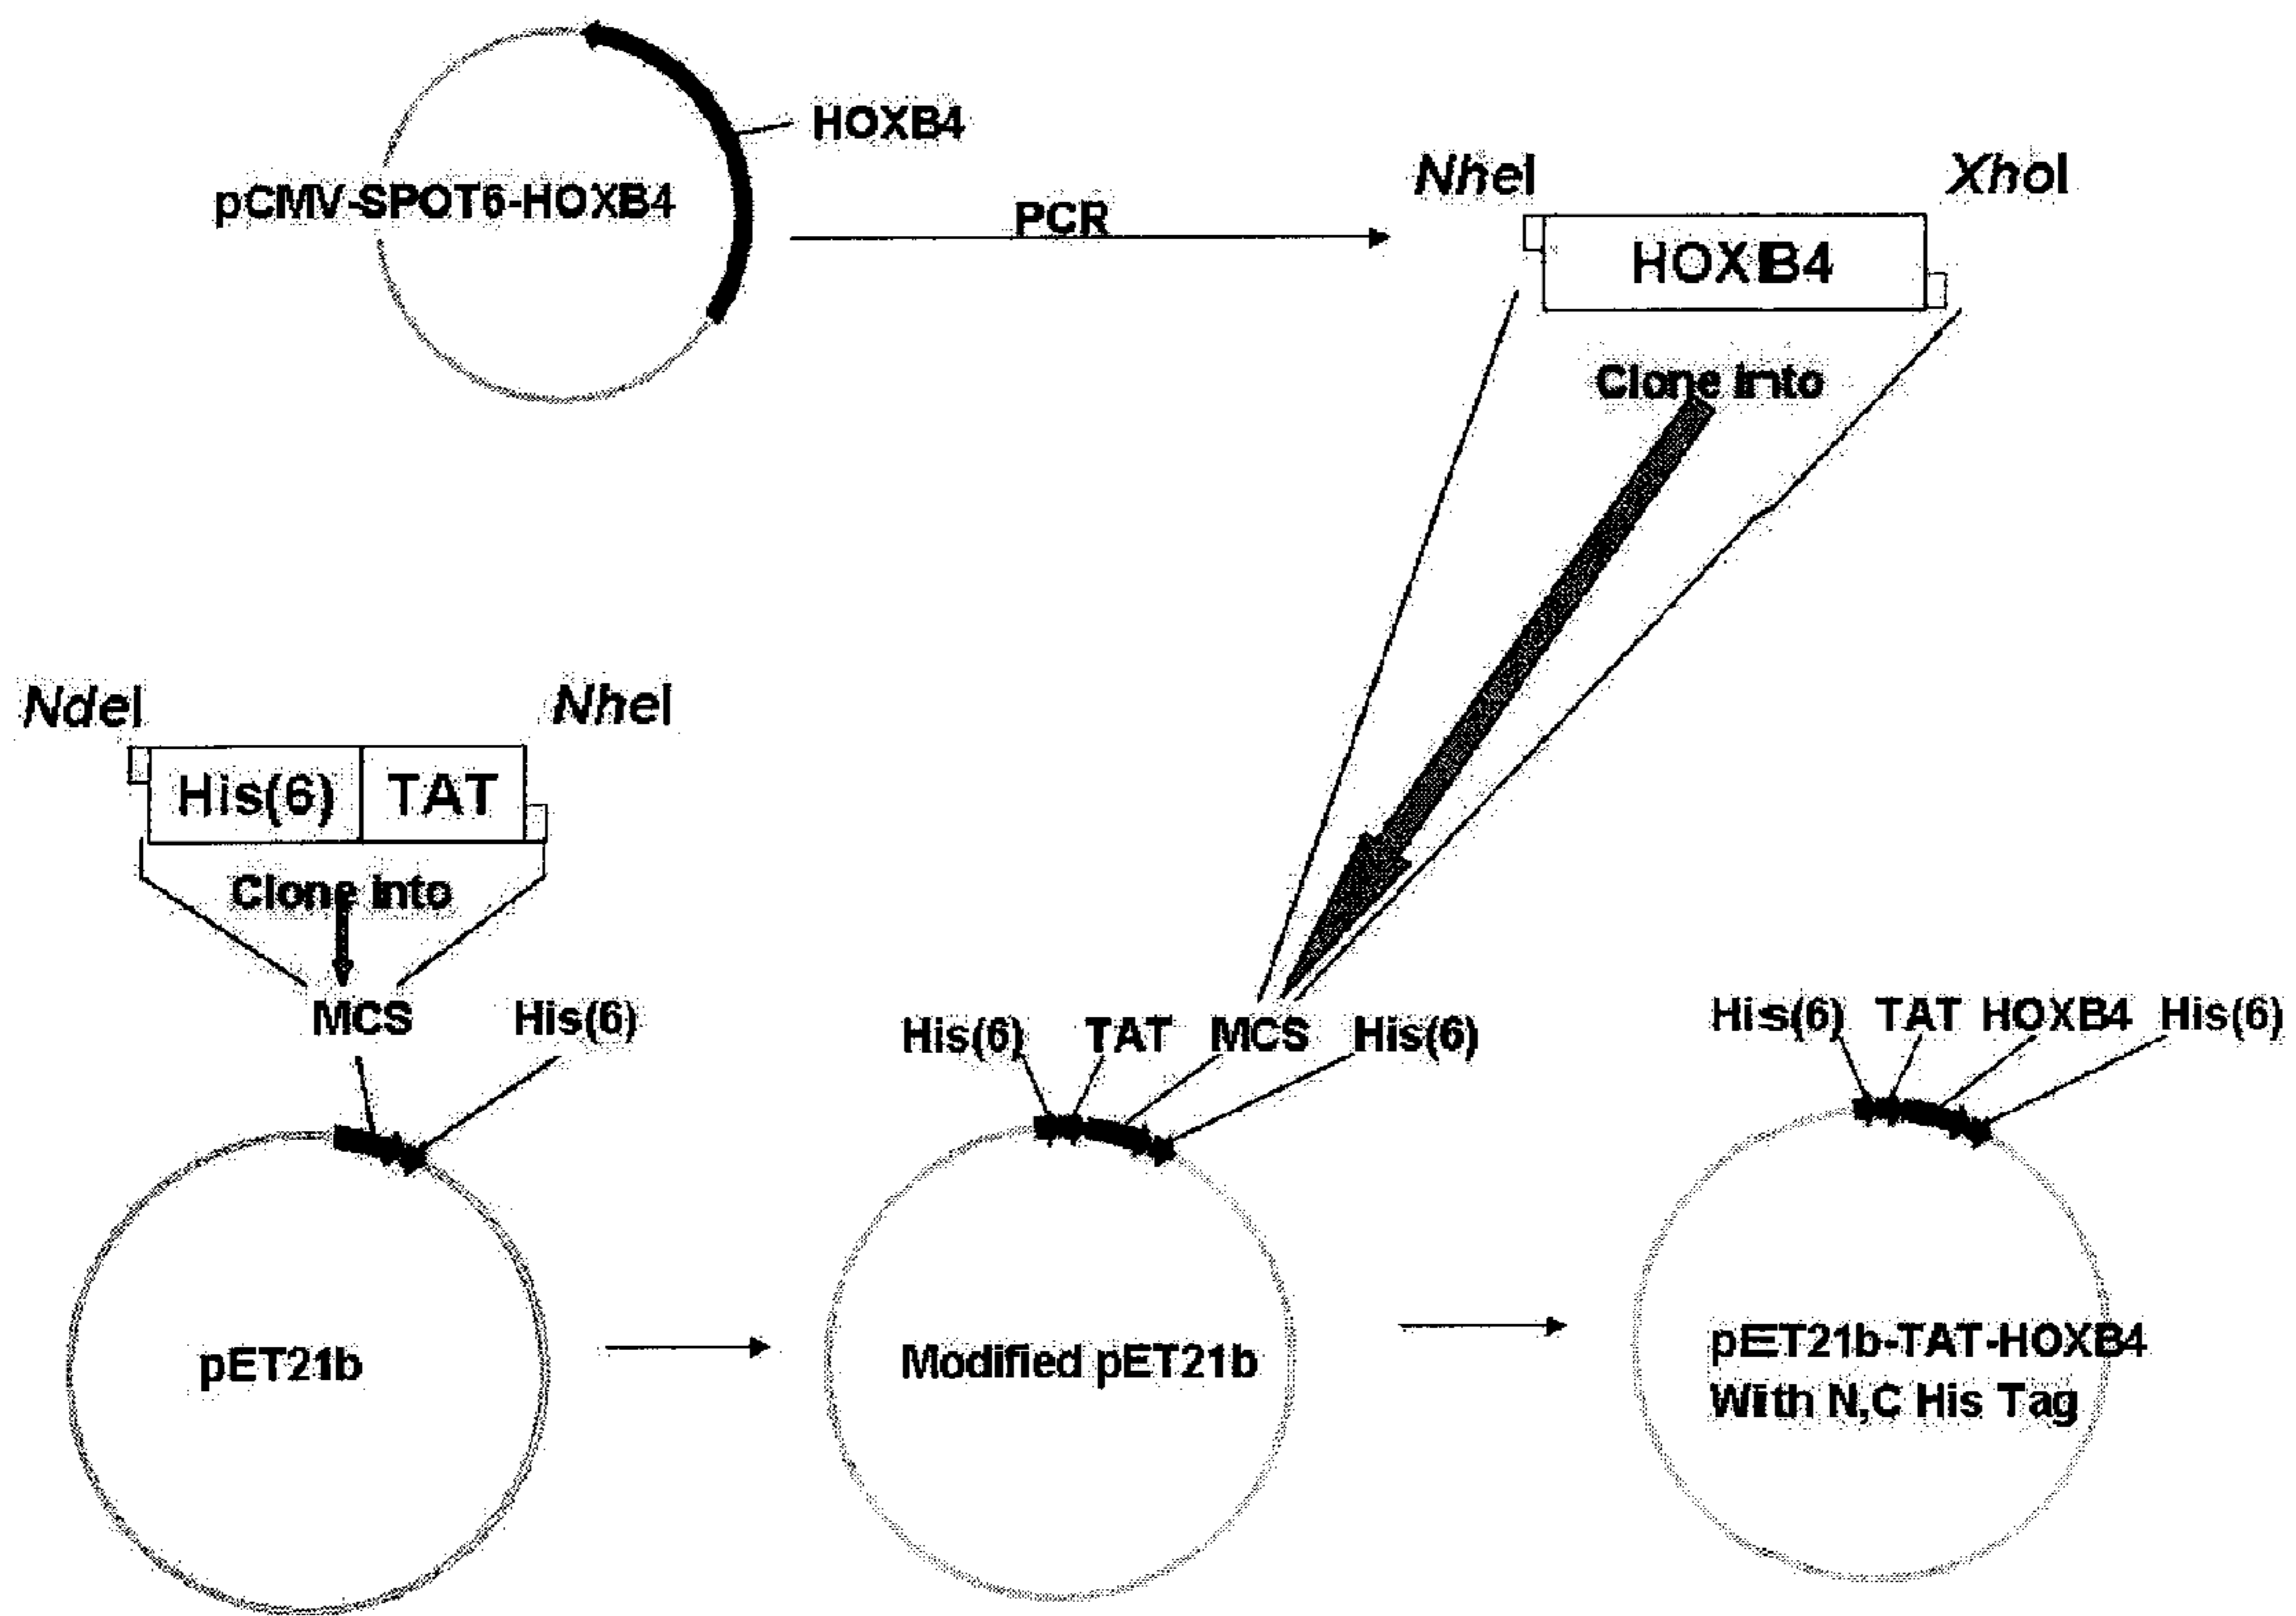 HOXB4
pCMV-SPOT6-HOXB4
PCR
NheI XhoI
HOXB4
Clone into
NdeI NheI
His(6) TAT
Clone into
MCS His(6)
His(6) TAT MCS His(6)
His(6) TAT HOXB4 His(6)
pET21b
Modified pET21b
pET21b-TAT-HOXB4
With N,C His Tag